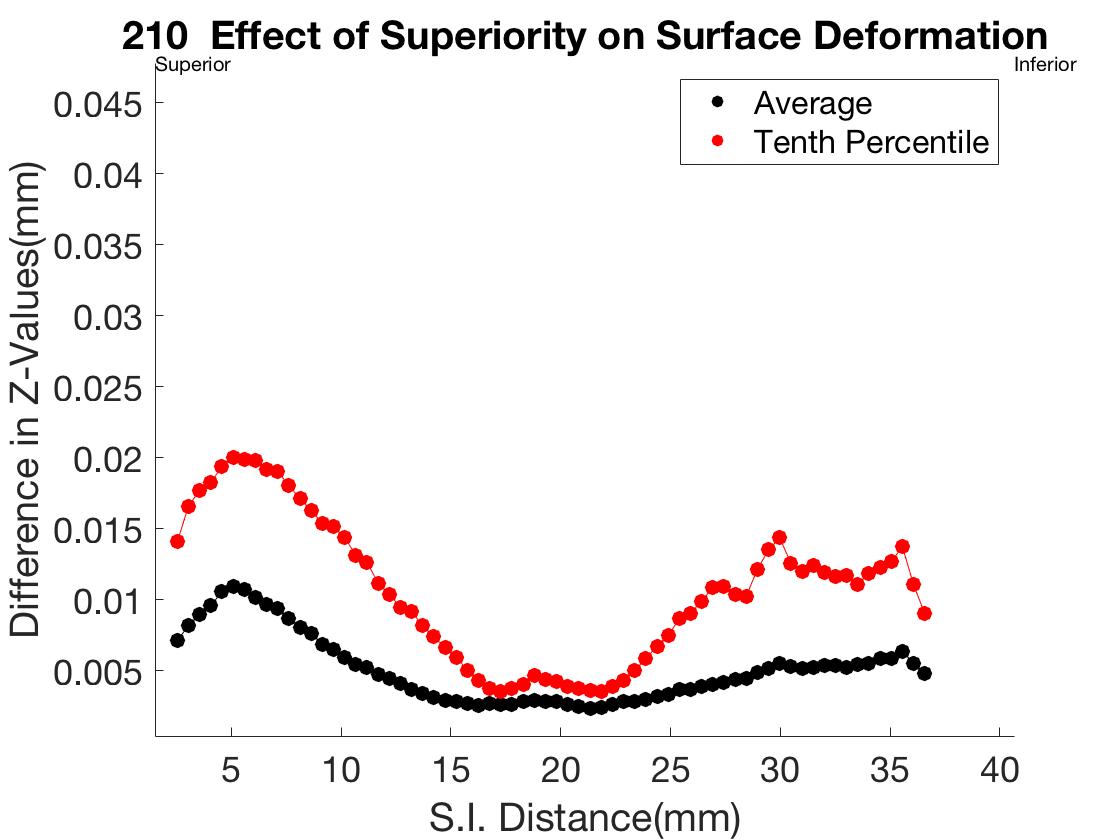 210  Effect of Superiority on Surface Deformation
Superior
Inferior
Average
Tenth Percentile
0.045
0.04
0.035
0.03
0.025
0.02
0.015
0.01
0.005
Difference in Z-Values(mm)
5 10 15 20 25 30 35 40
S.I. Distance(mm)